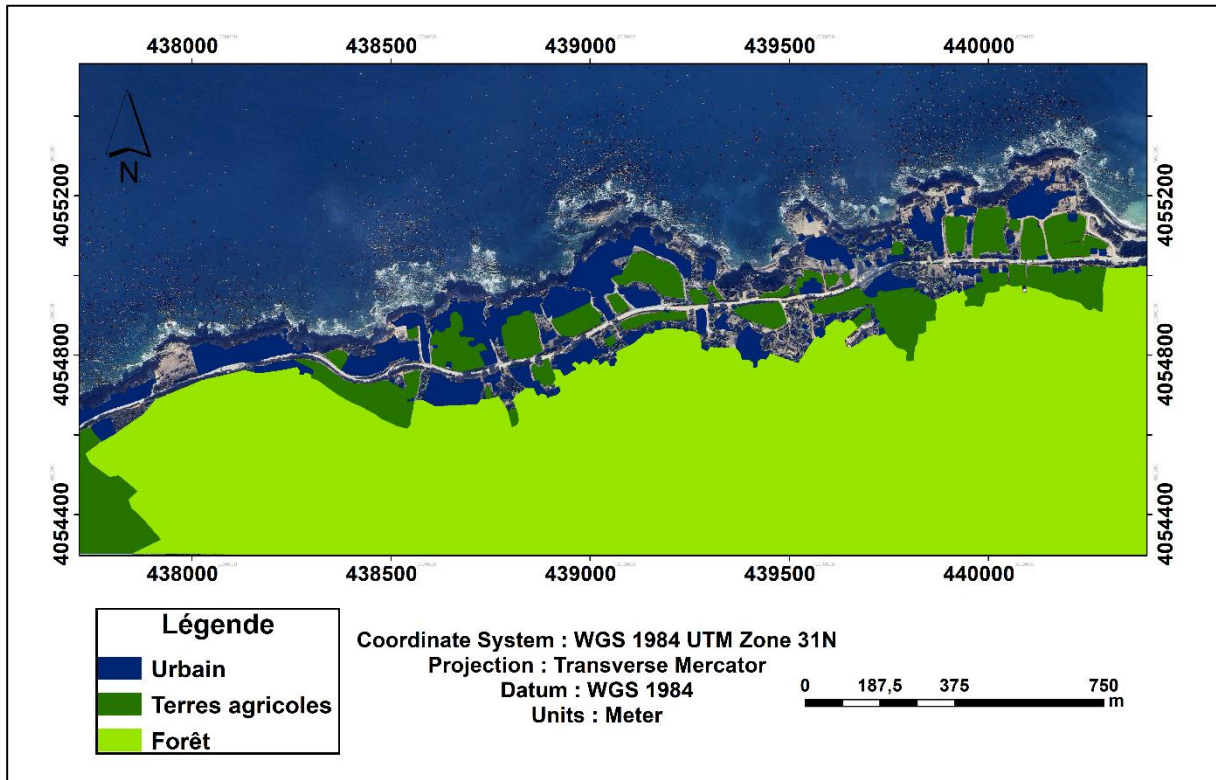 438000 438500 439000 439500 440000
N
4055200 4055200
4054800 4054800
4054400 4054400
438000 438500 439000 439500 440000
Légende
Urbain
Terres agricoles
Forêt
Coordinate System : WGS 1984 UTM Zone 31N
Projection : Transverse Mercator
Datum : WGS 1984
Units : Meter
0 187,5 375 750
m